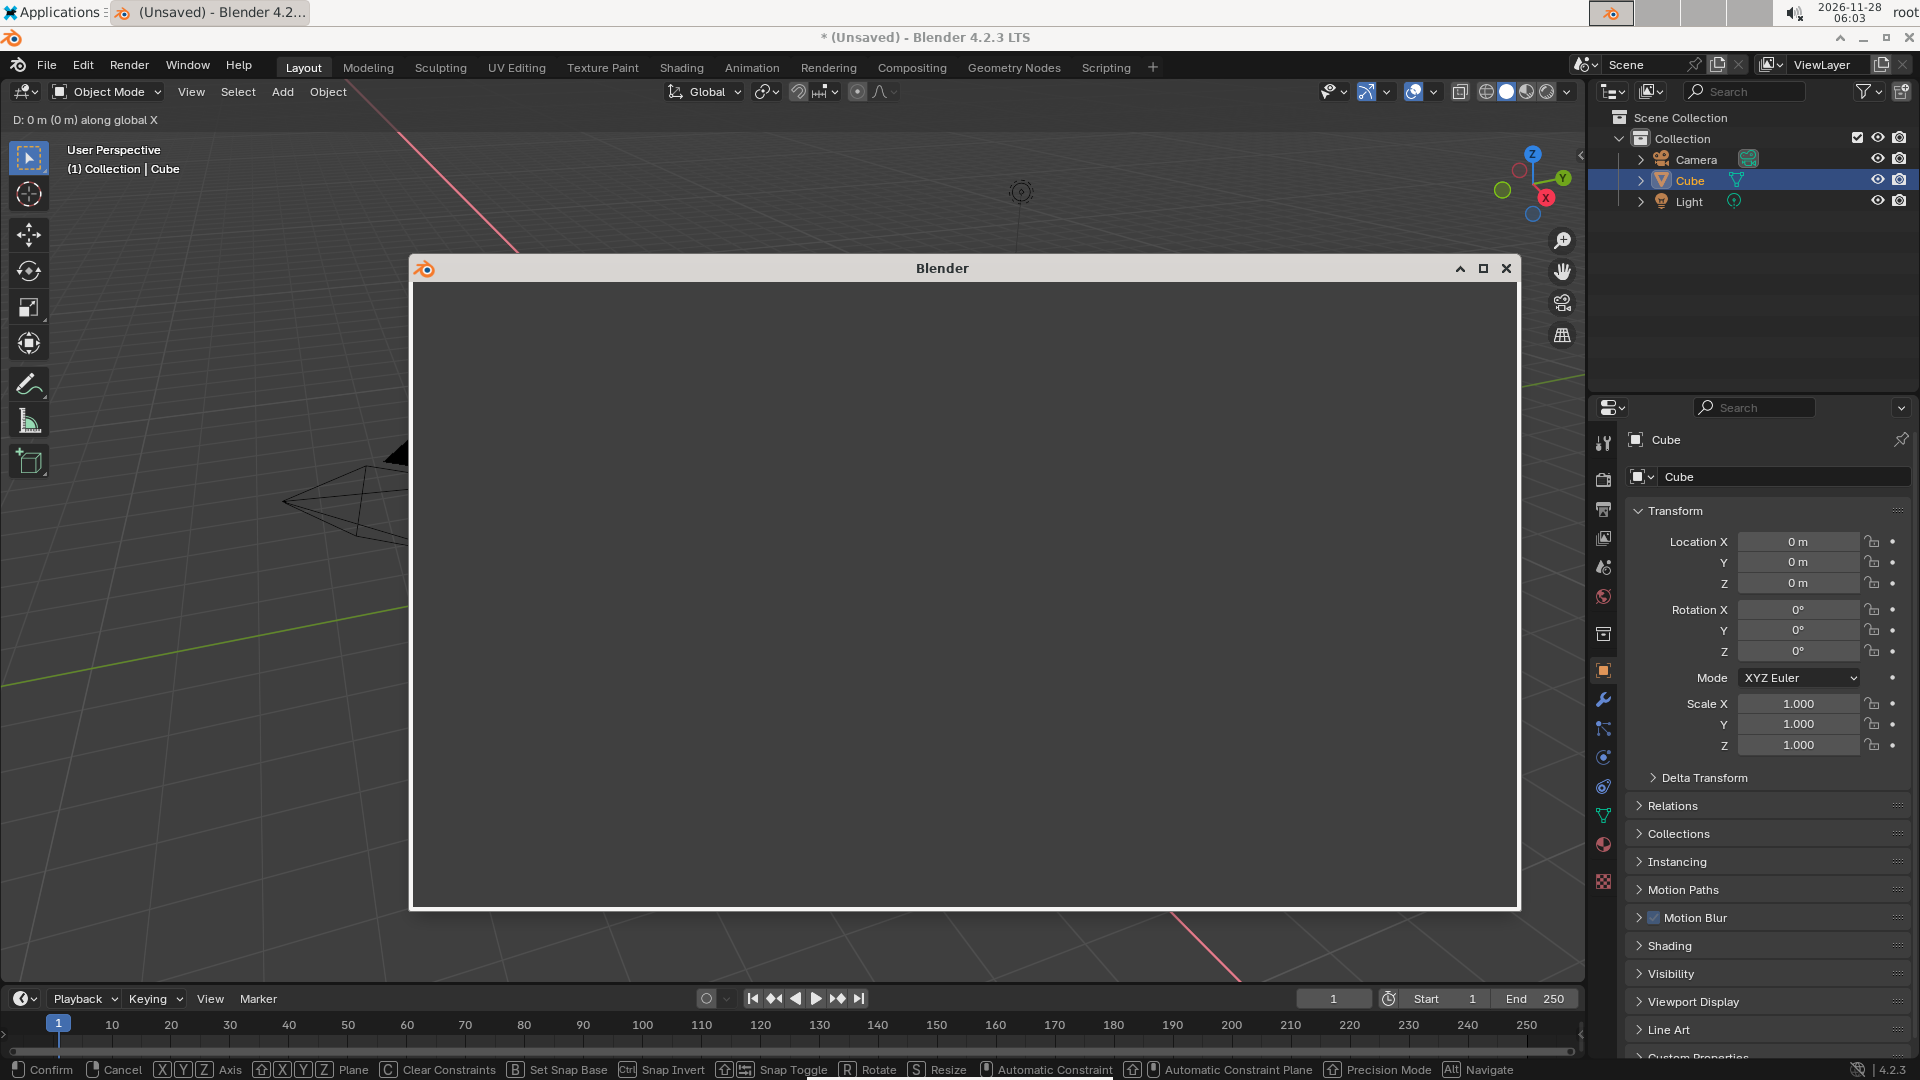 Applications
(Unsaved) - Blender 4.2...
2026-11-28
06:03
root
* (Unsaved) - Blender 4.2.3 LTS
File Edit Render Window Help
Layout Modeling Sculpting UV Editing Texture Paint Shading Animation Rendering Compositing Geometry Nodes Scripting
Scene
ViewLayer
Object Mode View Select Add Object
Global
Search
D: 0 m (0 m) along global X
User Perspective
(1) Collection | Cube
Z
Y
X
Scene Collection
Collection
Camera
Cube
Light
Blender
Search
Cube
Cube
Transform
Location X 0 m
Y 0 m
Z 0 m
Rotation X 0°
Y 0°
Z 0°
Mode XYZ Euler
Scale X 1.000
Y 1.000
Z 1.000
Delta Transform
Relations
Collections
Instancing
Motion Paths
Motion Blur
Shading
Visibility
Viewport Display
Line Art
Custom Properties
Playback Keying View Marker
1
Start 1
End 250
1 10 20 30 40 50 60 70 80 90 100 110 120 130 140 150 160 170 180 190 200 210 220 230 240 250
Confirm Cancel X Y Z Axis X Y Z Plane C Clear Constraints B Set Snap Base Ctrl Snap Invert Snap Toggle R Rotate S Resize Automatic Constraint Automatic Constraint Plane Precision Mode Alt Navigate
4.2.3